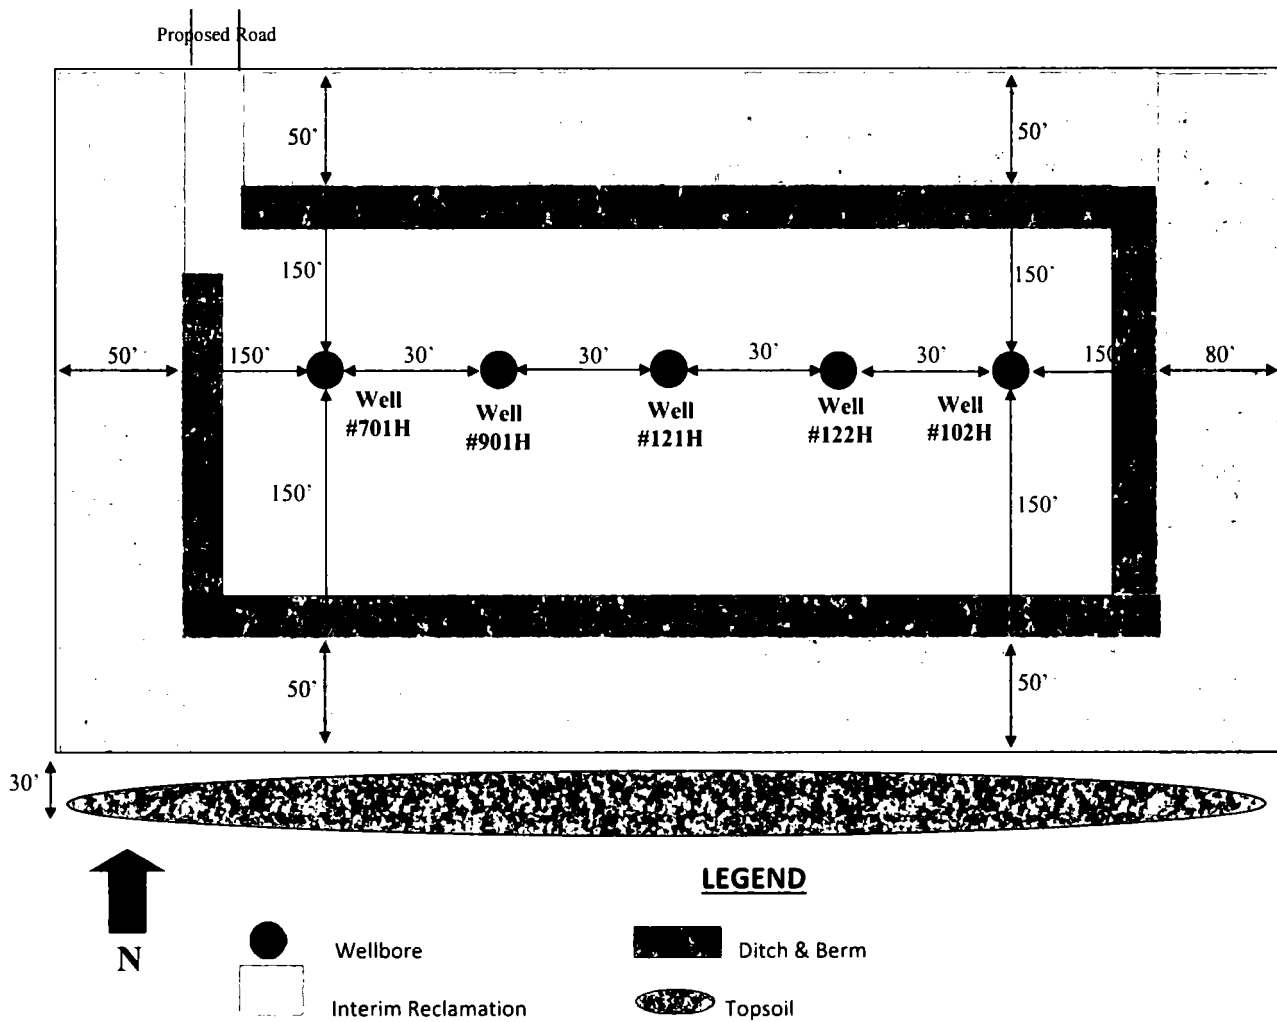 Proposed Road
50’ 50’
150’ 150’
50’ 150’ 30’ 30’ 30’ 30’ 150’ 80’
Well #701H
Well #901H
Well #121H
Well #122H
Well #102H
150’ 150’
50’ 50’
30’
LEGEND
N
Wellbore
Ditch & Berm
Interim Reclamation
Topsoil